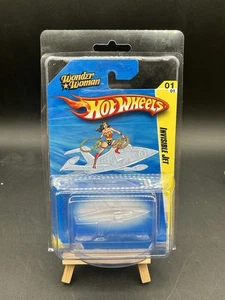 Wonder
Woman
01
01
HOT WHEELS
INVISIBLE JET